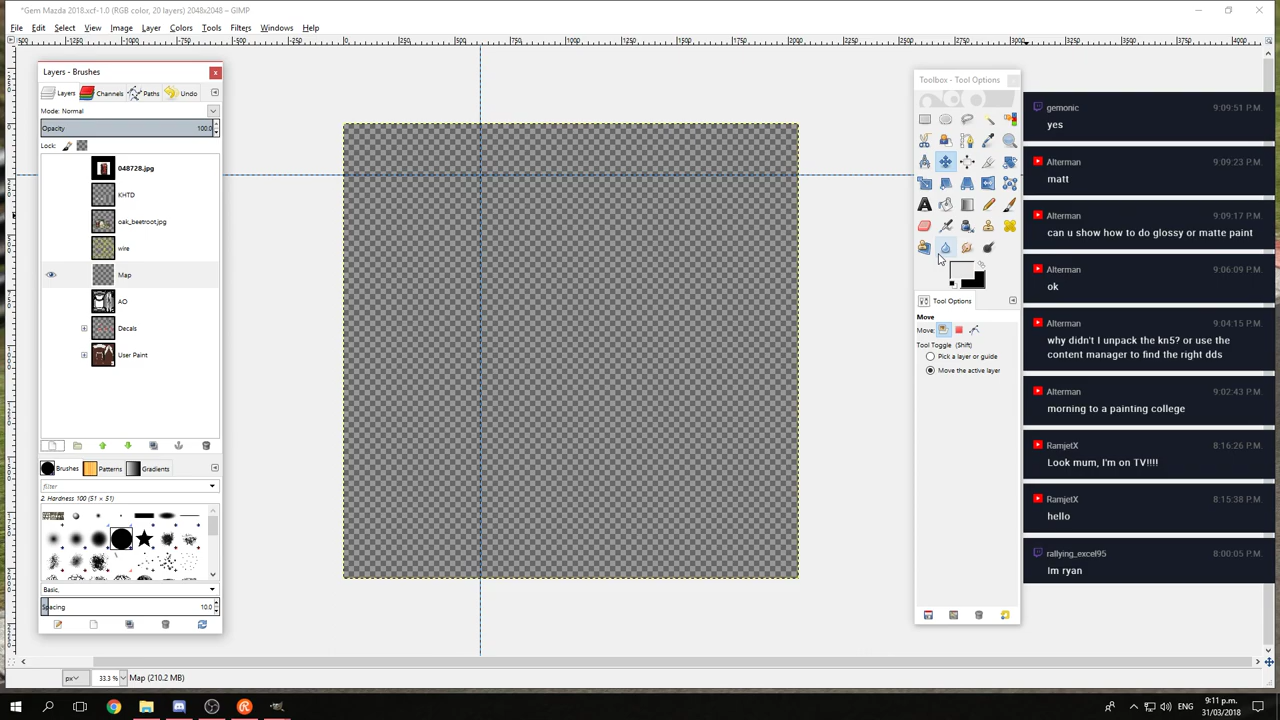 *Gem Mazda 2018.xcf-1.0 (RGB color, 20 layers) 2048x2048 – GIMP
File Edit Select View Image Layer Colors Tools Filters Windows Help
Layers - Brushes
Layers Channels Paths Undo
Mode: Normal
Opacity 100.0
Lock:
048728.jpg
KHTD
oak_beetroot.jpg
wire
Map
AO
Decals
User Paint
Brushes Patterns Gradients
filter
2. Hardness 100 (51 × 51)
Basic,
Spacing 10.0
Toolbox - Tool Options
Tool Options
Move
Move:
Tool Toggle (Shift)
Pick a layer or guide
Move the active layer
gemonic 9:09:51 P.M.
yes
Alterman 9:09:23 P.M.
matt
Alterman 9:09:17 P.M.
can u show how to do glossy or matte paint
Alterman 9:06:09 P.M.
ok
Alterman 9:04:15 P.M.
why didn't I unpack the kn5? or use the
content manager to find the right dds
Alterman 9:02:43 P.M.
morning to a painting college
RamjetX 8:16:26 P.M.
Look mum, I'm on TV!!!!
RamjetX 8:15:38 P.M.
hello
rallying_excel95 8:00:05 P.M.
Im ryan
px 33.3 % Map (210.2 MB)
ENG
9:11 p.m.
31/03/2018